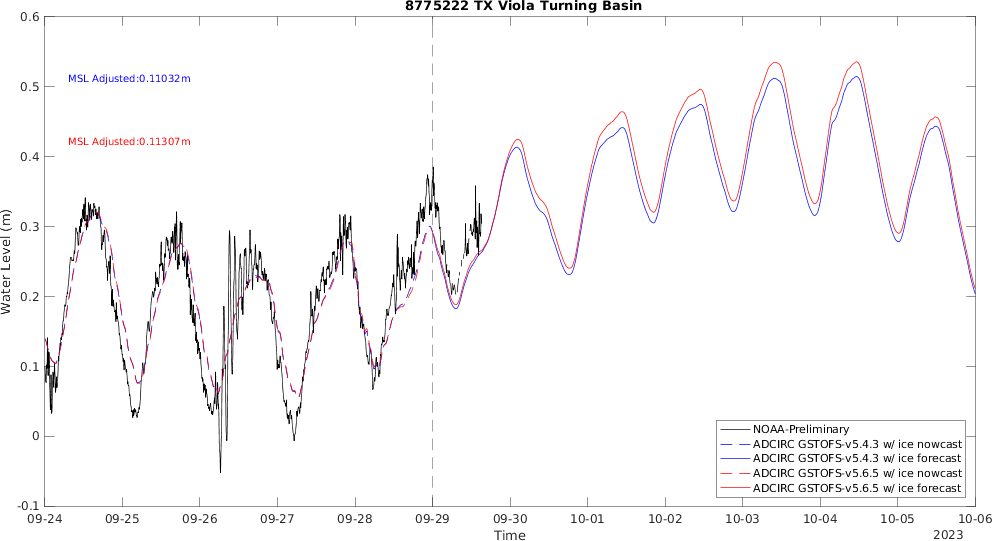 8775222 TX Viola Turning Basin
0.6
0.5
0.4
0.3
0.2
0.1
0
-0.1
Water Level (m)
MSL Adjusted:0.11032m
MSL Adjusted:0.11307m
NOAA-Preliminary
ADCIRC GSTOFS-v5.4.3 w/ ice nowcast
ADCIRC GSTOFS-v5.4.3 w/ ice forecast
ADCIRC GSTOFS-v5.6.5 w/ ice nowcast
ADCIRC GSTOFS-v5.6.5 w/ ice forecast
09-24 09-25 09-26 09-27 09-28 09-29 09-30 10-01 10-02 10-03 10-04 10-05 10-06
Time
2023